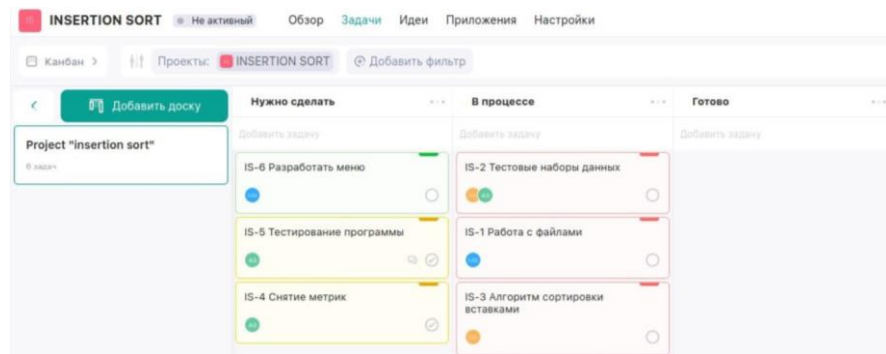 INSERTION SORT
Не активный
Обзор
Задачи
Идеи
Приложения
Настройки
Канбан
Проекты:
INSERTION SORT
Добавить фильтр
Добавить доску
Project "insertion sort"
6 задач
Нужно сделать
Добавить задачу
IS-6 Разработать меню
IS-5 Тестирование программы
IS-4 Снятие метрик
В процессе
Добавить задачу
IS-2 Тестовые наборы данных
IS-1 Работа с файлами
IS-3 Алгоритм сортировки
вставками
Готово
Добавить задачу